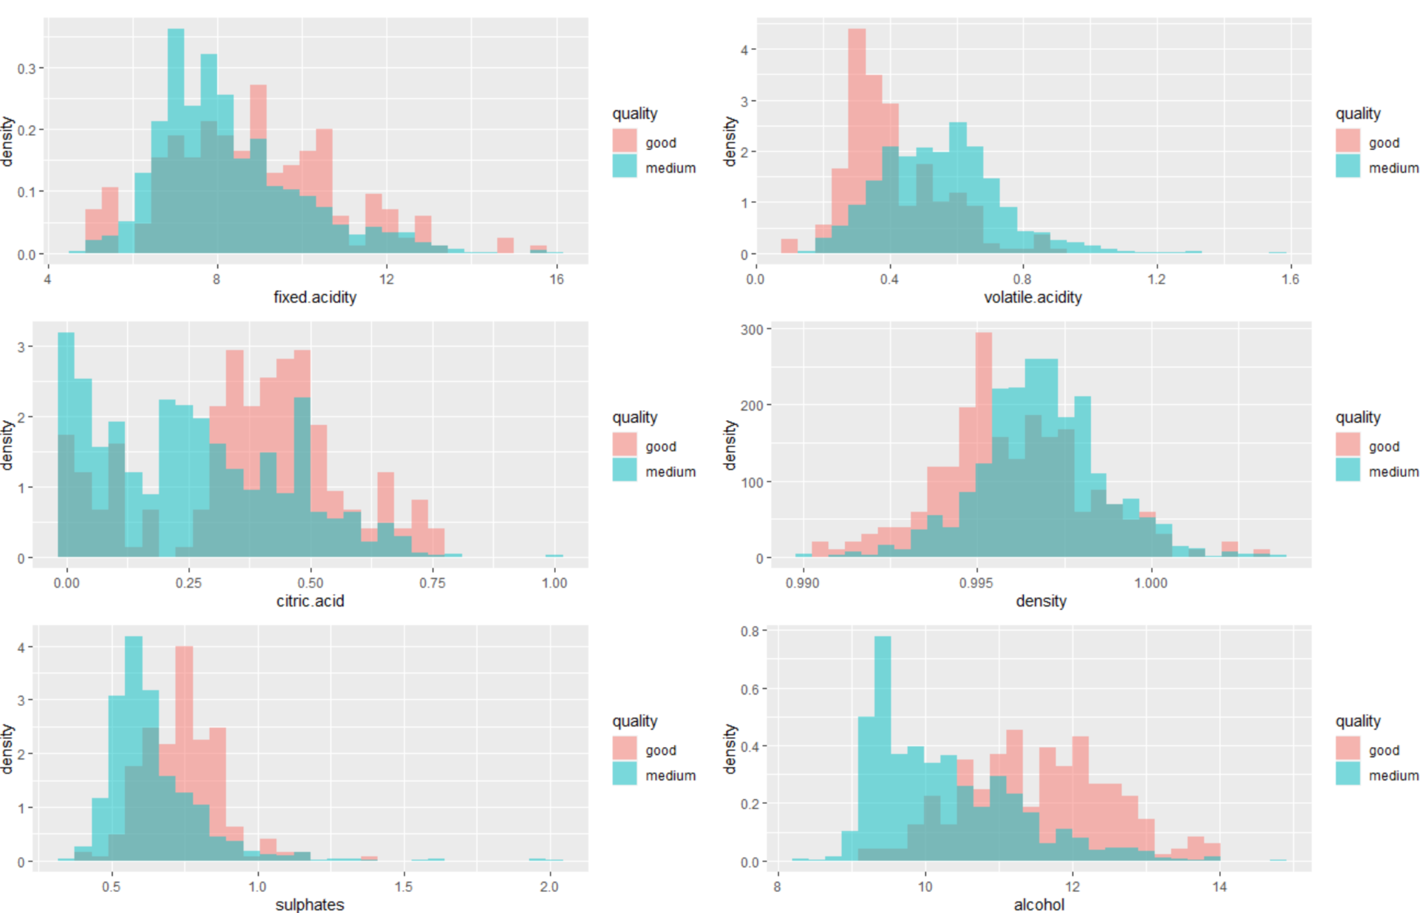 density
0.3
0.2
0.1
0.0
4 8 12 16
fixed.acidity
quality
good
medium
density
4
3
2
1
0
0.0 0.4 0.8 1.2 1.6
volatile.acidity
quality
good
medium
density
3
2
1
0
0.00 0.25 0.50 0.75 1.00
citric.acid
quality
good
medium
density
300
200
100
0
0.990 0.995 1.000
density
quality
good
medium
density
4
3
2
1
0
0.5 1.0 1.5 2.0
sulphates
quality
good
medium
density
0.8
0.6
0.4
0.2
0.0
8 10 12 14
alcohol
quality
good
medium